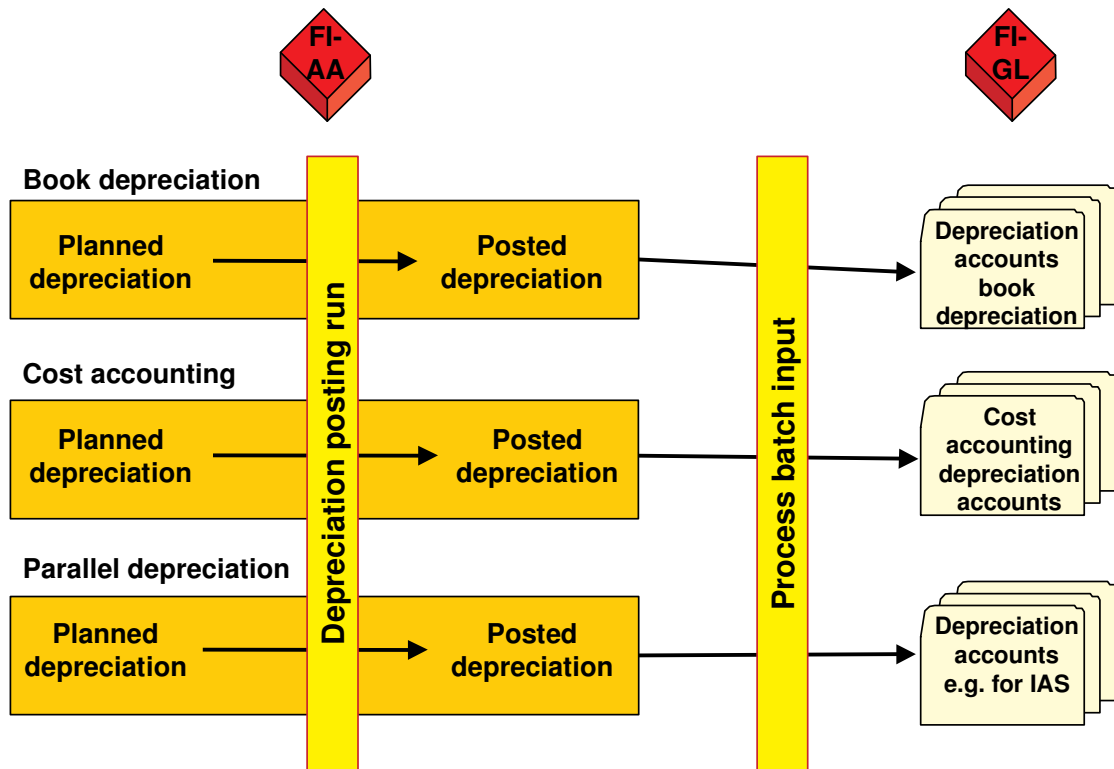 FI-
AA
FI-
GL
Book depreciation
Planned
depreciation
Posted
depreciation
Depreciation
accounts
book
depreciation
Depreciation posting run
Process batch input
Cost accounting
Planned
depreciation
Posted
depreciation
Cost
accounting
depreciation
accounts
Parallel depreciation
Planned
depreciation
Posted
depreciation
Depreciation
accounts
e.g. for IAS